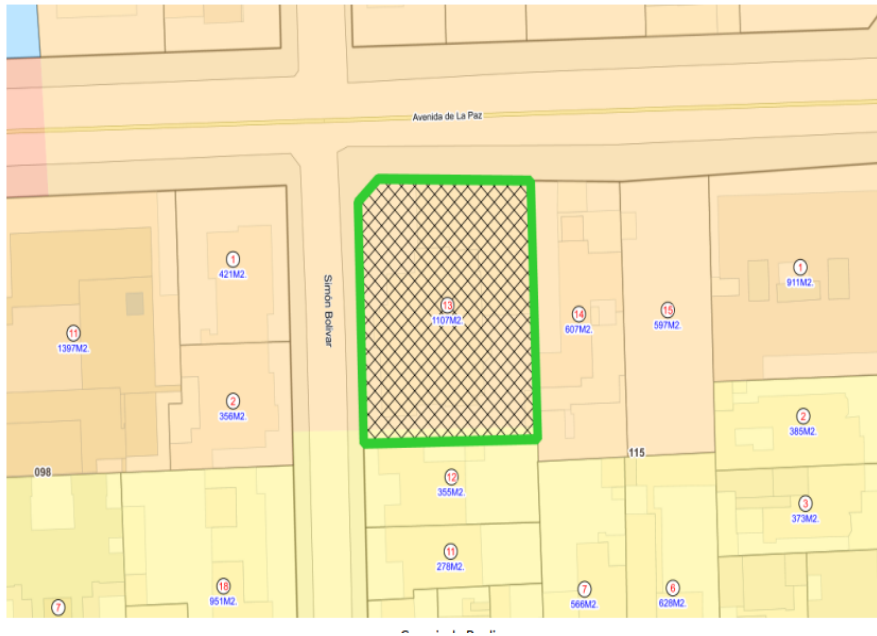 Avenida de La Paz
Simón Bolivar
1
421M2.
13
1107M2.
14
607M2.
15
597M2.
1
911M2.
11
1397M2.
2
356M2.
2
385M2.
098
115
12
355M2.
3
373M2.
11
278M2.
7
18
951M2.
7
566M2.
6
628M2.